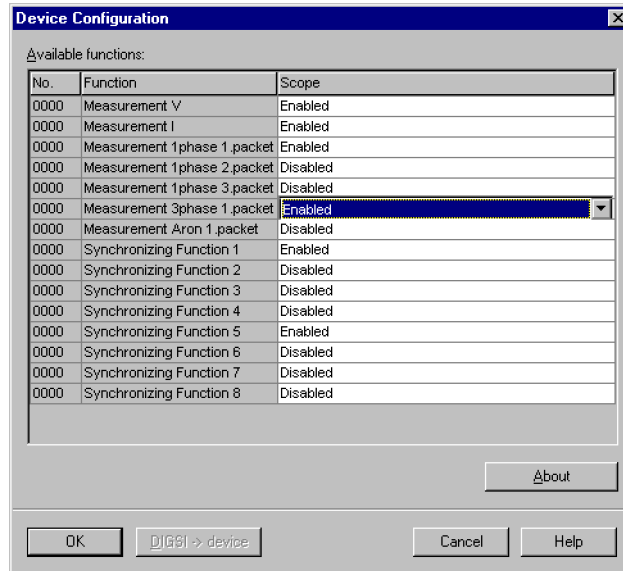 Device Configuration
Available functions:
No. Function Scope
0000 Measurement V Enabled
0000 Measurement I Enabled
0000 Measurement 1phase 1.packet Enabled
0000 Measurement 1phase 2.packet Disabled
0000 Measurement 1phase 3.packet Disabled
0000 Measurement 3phase 1.packet Enabled
0000 Measurement Aron 1.packet Disabled
0000 Synchronizing Function 1 Enabled
0000 Synchronizing Function 2 Disabled
0000 Synchronizing Function 3 Disabled
0000 Synchronizing Function 4 Disabled
0000 Synchronizing Function 5 Enabled
0000 Synchronizing Function 6 Disabled
0000 Synchronizing Function 7 Disabled
0000 Synchronizing Function 8 Disabled
About
OK DIGSI -> device Cancel Help